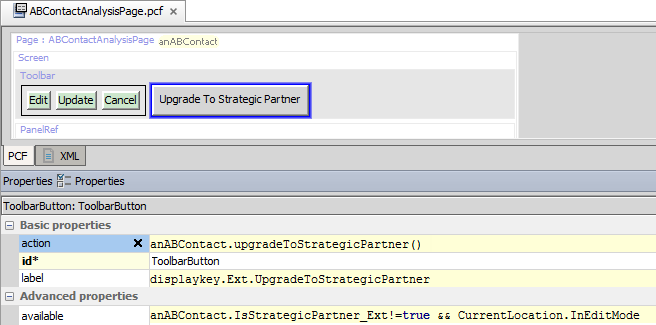 ABContactAnalysisPage.pcf
Page : ABContactAnalysisPage anABContact
Screen
Toolbar
Edit Update Cancel Upgrade To Strategic Partner
PanelRef
PCF XML
Properties Properties
ToolbarButton: ToolbarButton
Basic properties
action anABContact.upgradeToStrategicPartner()
id* ToolbarButton
label displaykey.Ext.UpgradeToStrategicPartner
Advanced properties
available anABContact.IsStrategicPartner_Ext!=true && CurrentLocation.InEditMode